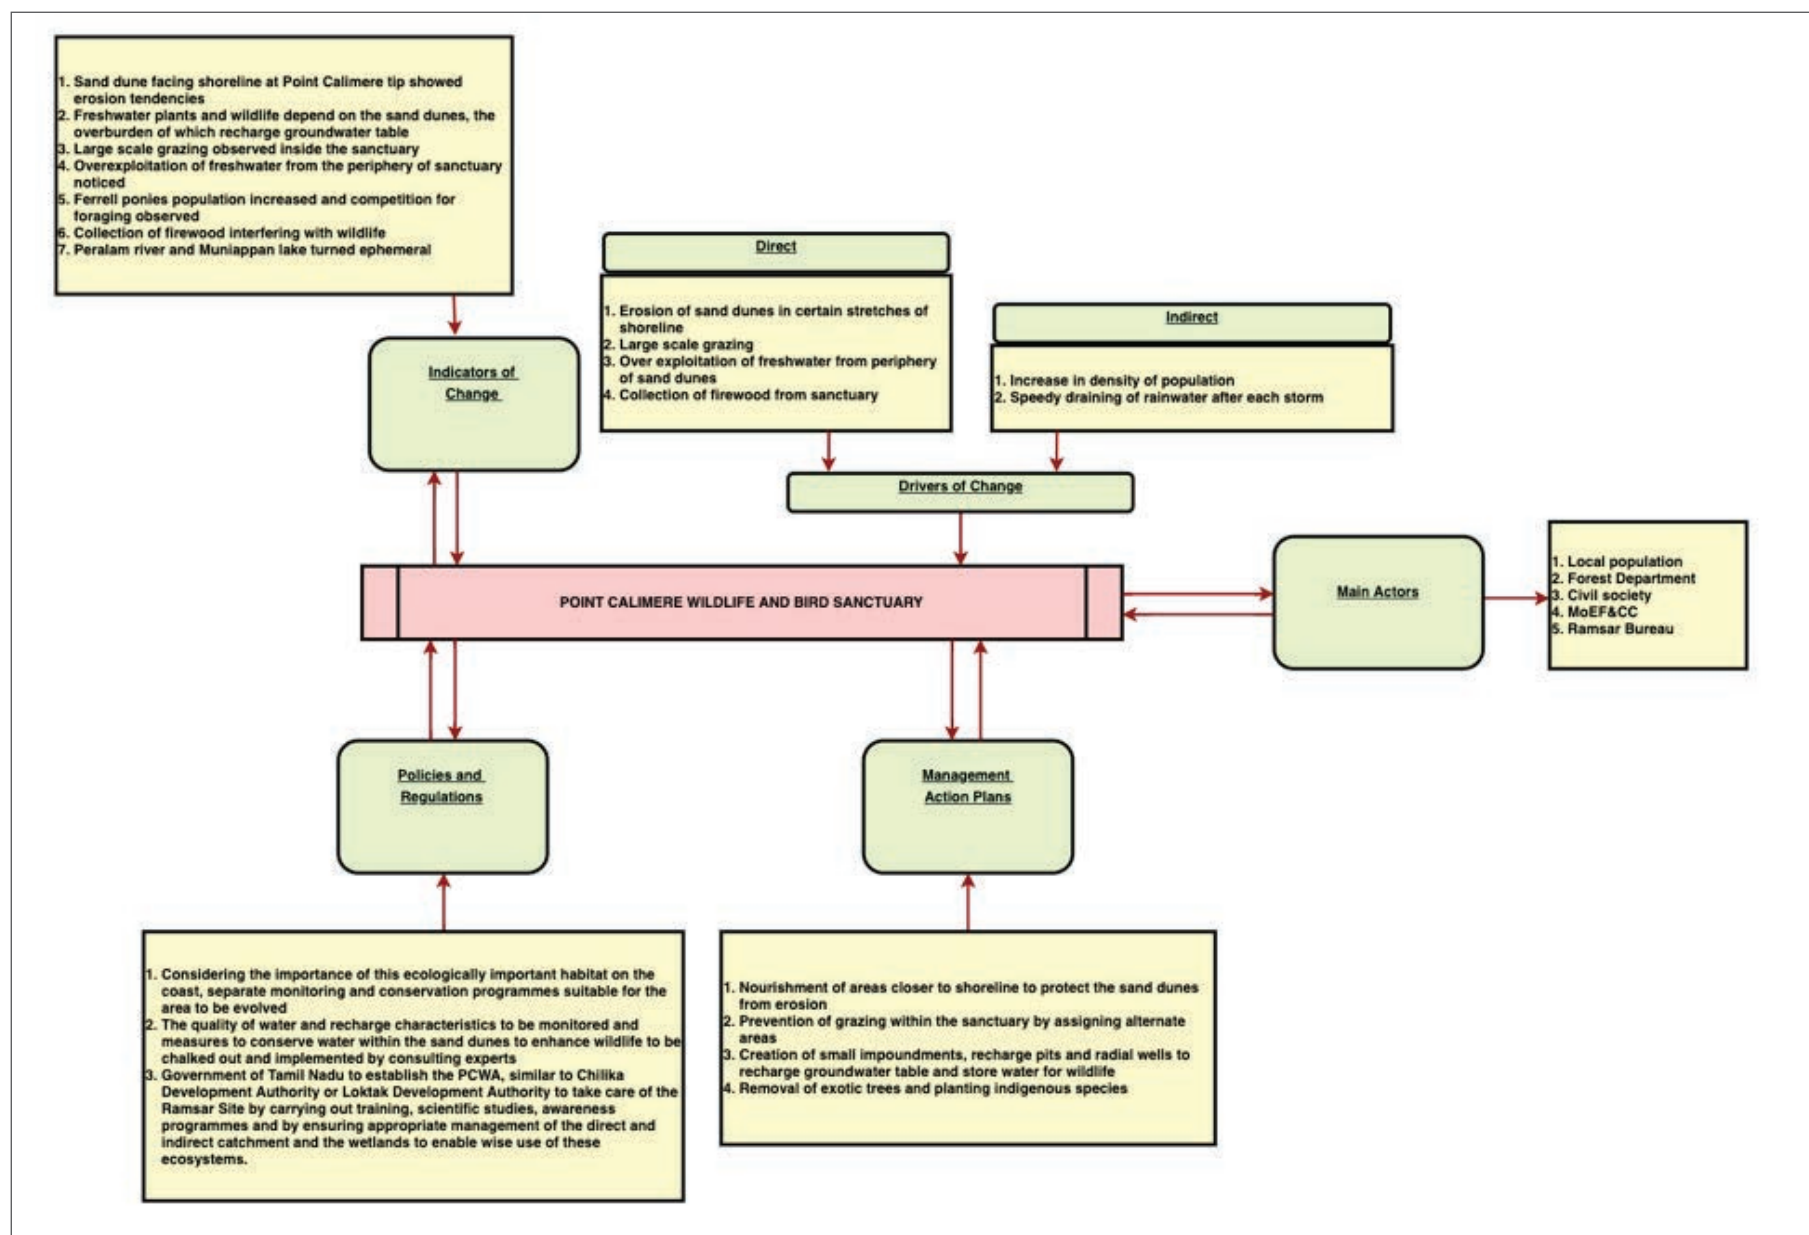 1. Sand dune facing shoreline at Point Calimere tip showed
erosion tendencies
2. Freshwater plants and wildlife depend on the sand dunes, the
overburden of which recharge groundwater table
3. Large scale grazing observed inside the sanctuary
4. Overexploitation of freshwater from the periphery of sanctuary
noticed
5. Ferrell ponies population increased and competition for
foraging observed
6. Collection of firewood interfering with wildlife
7. Peralam river and Muniappan lake turned ephemeral
Indicators of
Change
Direct
1. Erosion of sand dunes in certain stretches of
shoreline
2. Large scale grazing
3. Over exploitation of freshwater from periphery
of sand dunes
4. Collection of firewood from sanctuary
Indirect
1. Increase in density of population
2. Speedy draining of rainwater after each storm
Drivers of Change
POINT CALIMERE WILDLIFE AND BIRD SANCTUARY
Main Actors
1. Local population
2. Forest Department
3. Civil society
4. MoEF&CC
5. Ramsar Bureau
Policies and
Regulations
Management
Action Plans
1. Considering the importance of this ecologically important habitat on the
coast, separate monitoring and conservation programmes suitable for the
area to be evolved
2. The quality of water and recharge characteristics to be monitored and
measures to conserve water within the sand dunes to enhance wildlife to be
chalked out and implemented by consulting experts
3. Government of Tamil Nadu to establish the PCWA, similar to Chilika
Development Authority or Loktak Development Authority to take care of the
Ramsar Site by carrying out training, scientific studies, awareness
programmes and by ensuring appropriate management of the direct and
indirect catchment and the wetlands to enable wise use of these
ecosystems.
1. Nourishment of areas closer to shoreline to protect the sand dunes
from erosion
2. Prevention of grazing within the sanctuary by assigning alternate
areas
3. Creation of small impoundments, recharge pits and radial wells to
recharge groundwater table and store water for wildlife
4. Removal of exotic trees and planting indigenous species